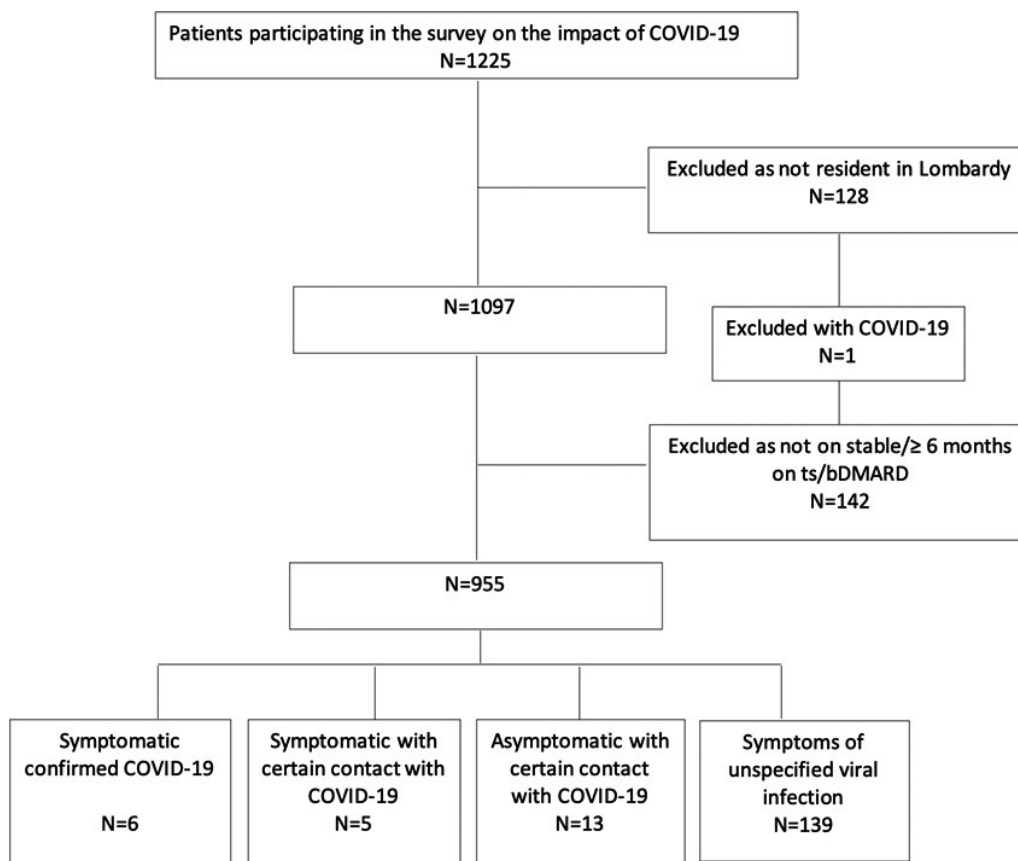 Patients participating in the survey on the impact of COVID-19
N=1225
Excluded as not resident in Lombardy
N=128
N=1097
Excluded with COVID-19
N=1
Excluded as not on stable/≥ 6 months
on ts/bDMARD
N=142
N=955
Symptomatic
confirmed COVID-19
N=6
Symptomatic with
certain contact with
COVID-19
N=5
Asymptomatic with
certain contact
with COVID-19
N=13
Symptoms of
unspecified viral
infection
N=139